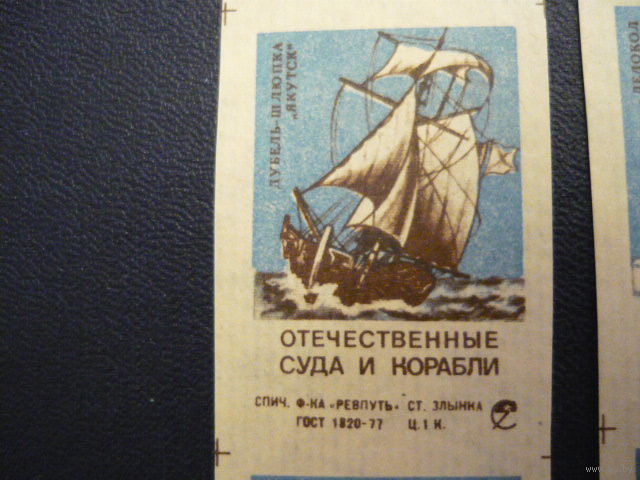 ДУБЕЛЬ-ШЛЮПКА
„ЯКУТСК"
ОТЕЧЕСТВЕННЫЕ
СУДА И КОРАБЛИ
СПИЧ. Ф-КА «РЕВПУТЬ» СТ. ЗЛЫНКА
ГОСТ 1820-77 Ц. 1 К.